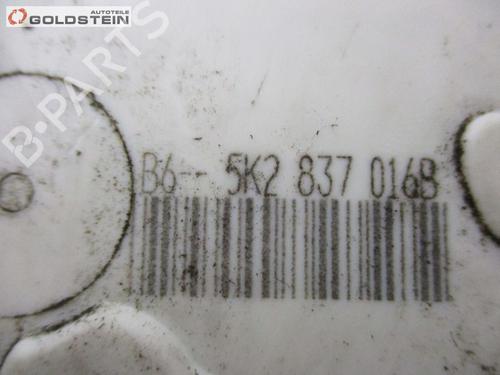 AUTOTEILE
GOLDSTEIN
B-PARTS
B6-- 5K2 837 016B